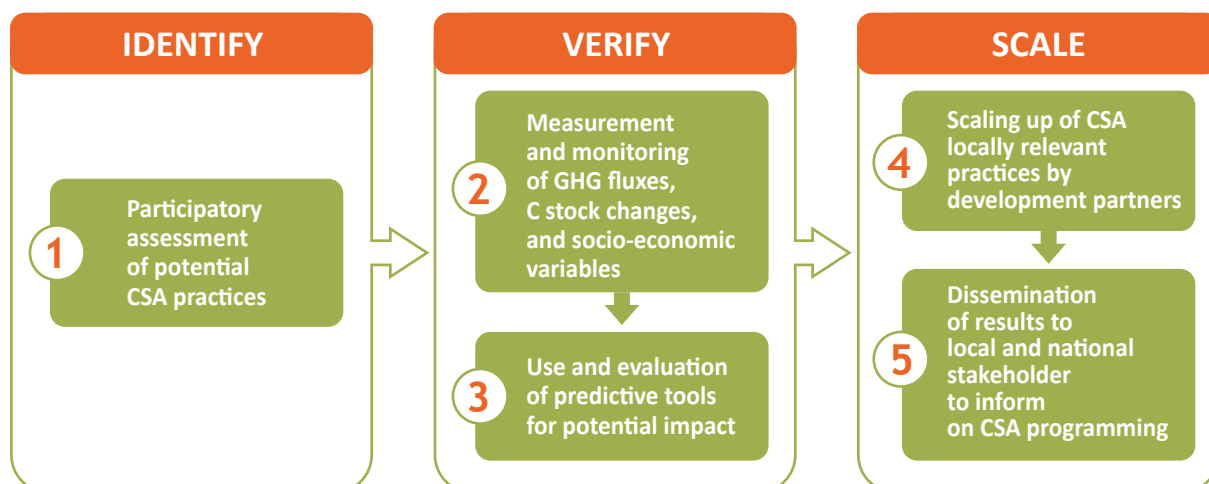 IDENTIFY
1
Participatory
assessment
of potential
CSA practices
VERIFY
2
Measurement
and monitoring
of GHG fluxes,
C stock changes,
and socio-economic
variables
3
Use and evaluation
of predictive tools
for potential impact
SCALE
4
Scaling up of CSA
locally relevant
practices by
development partners
5
Dissemination
of results to
local and national
stakeholder
to inform
on CSA programming